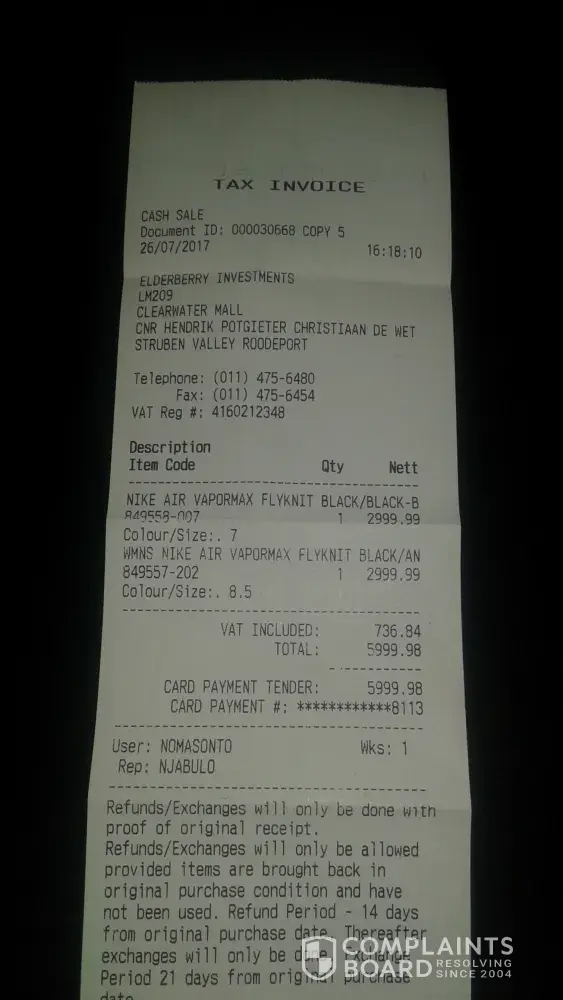 TAX INVOICE
CASH SALE
Document ID: 000030668 COPY 5
26/07/2017 16:18:10
ELDERBERRY INVESTMENTS
LM209
CLEARWATER MALL
CNR HENDRIK POTGIETER CHRISTIAAN DE WET
STRUBEN VALLEY ROODEPORT
Telephone: (011) 475-6480
Fax: (011) 475-6454
VAT Reg #: 4160212348
Description
Item Code Qty Nett
NIKE AIR VAPORMAX FLYKNIT BLACK/BLACK-B
849558-007 1 2999.99
Colour/Size:. 7
WMNS NIKE AIR VAPORMAX FLYKNIT BLACK/AN
849557-202 1 2999.99
Colour/Size:. 8.5
VAT INCLUDED: 736.84
TOTAL: 5999.98
CARD PAYMENT TENDER: 5999.98
CARD PAYMENT #: ************8113
User: NOMASONTO Wks: 1
Rep: NJABULO
Refunds/Exchanges will only be done with
proof of original receipt.
Refunds/Exchanges will only be allowed
provided items are brought back in
original purchase condition and have
not been used. Refund Period - 14 days
from original purchase date. Thereafter
exchanges will only be done. Exchange
Period 21 days from original purchase
date
COMPLAINTS
BOARD RESOLVING
SINCE 2004